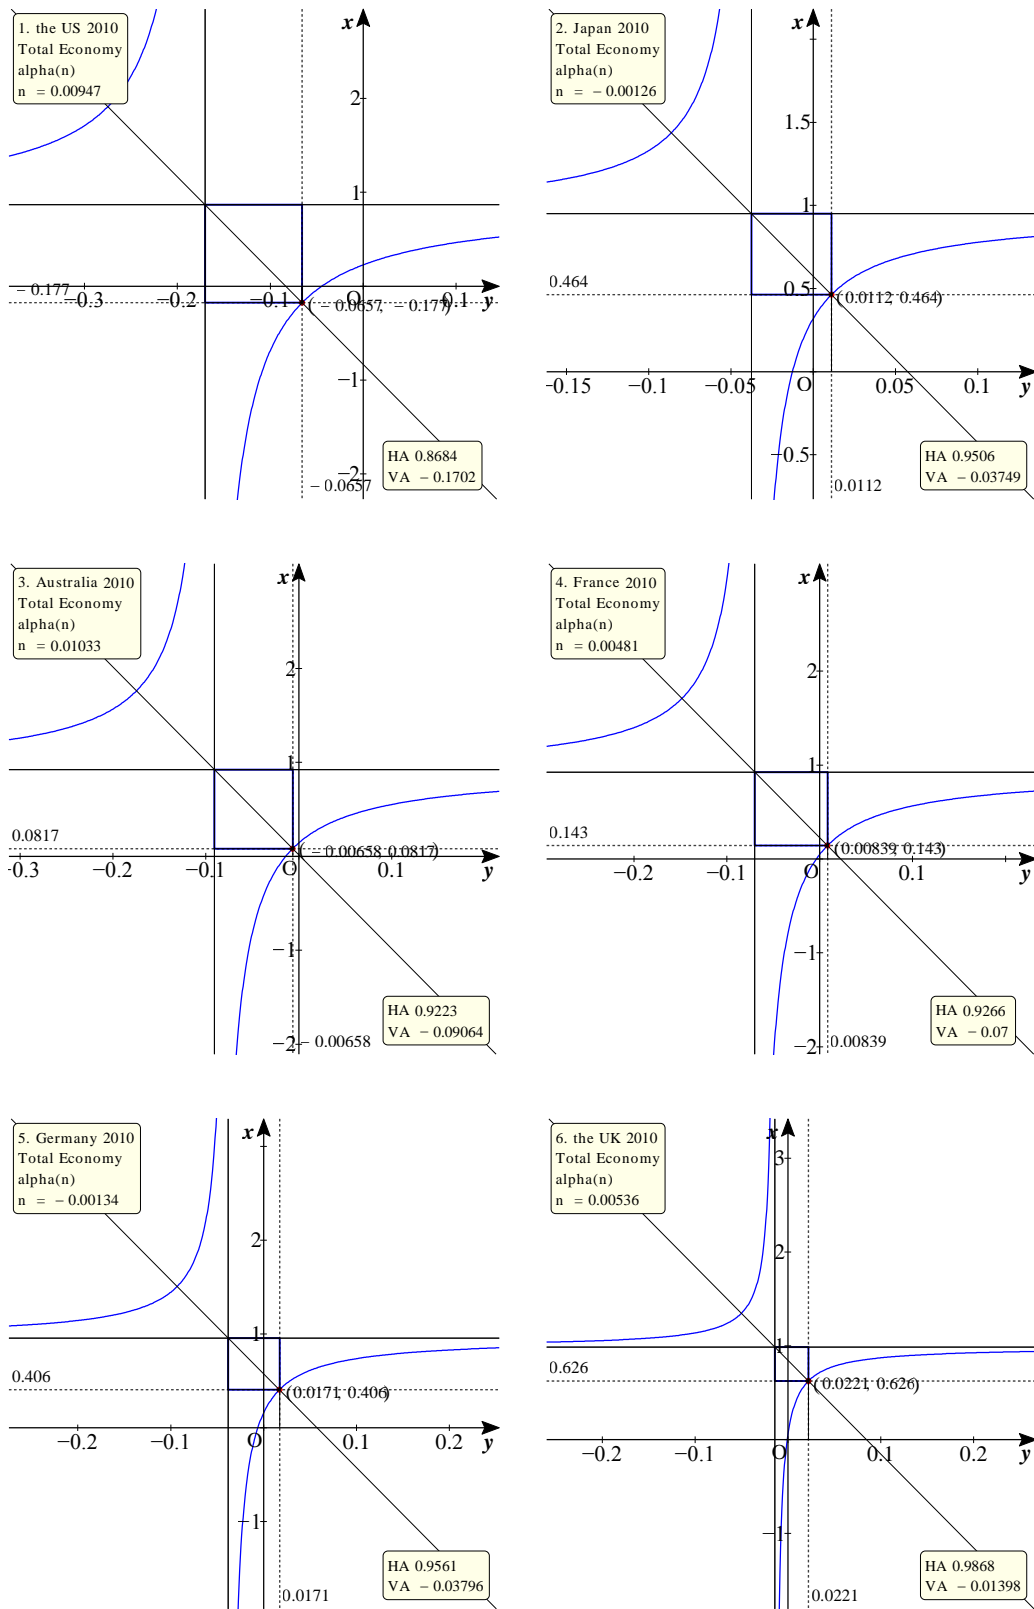 1. the US 2010
Total Economy
alpha(n)
n = 0.00947
x
2
1
−0.177
−0.3
−0.2
−0.1
O
0.1
y
(−0.0657, −0.177)
−1
−2
−0.0657
HA 0.8684
VA −0.1702
2. Japan 2010
Total Economy
alpha(n)
n = −0.00126
x
1.5
1
0.464
0.5
(0.0112, 0.464)
−0.15
−0.1
−0.05
O
0.05
0.1
y
−0.5
0.0112
HA 0.9506
VA −0.03749
3. Australia 2010
Total Economy
alpha(n)
n = 0.01033
x
2
1
0.0817
(−0.00658, 0.0817)
−0.3
−0.2
−0.1
O
0.1
y
−1
−2
−0.00658
HA 0.9223
VA −0.09064
4. France 2010
Total Economy
alpha(n)
n = 0.00481
x
2
1
0.143
(0.00839, 0.143)
−0.2
−0.1
O
0.1
y
−1
−2
0.00839
HA 0.9266
VA −0.07
5. Germany 2010
Total Economy
alpha(n)
n = −0.00134
x
2
1
0.406
(0.0171, 0.406)
−0.2
−0.1
O
0.1
0.2
y
−1
0.0171
HA 0.9561
VA −0.03796
6. the UK 2010
Total Economy
alpha(n)
n = 0.00536
x
3
2
1
0.626
(0.0221, 0.626)
−0.2
−0.1
O
0.1
0.2
y
−1
0.0221
HA 0.9868
VA −0.01398